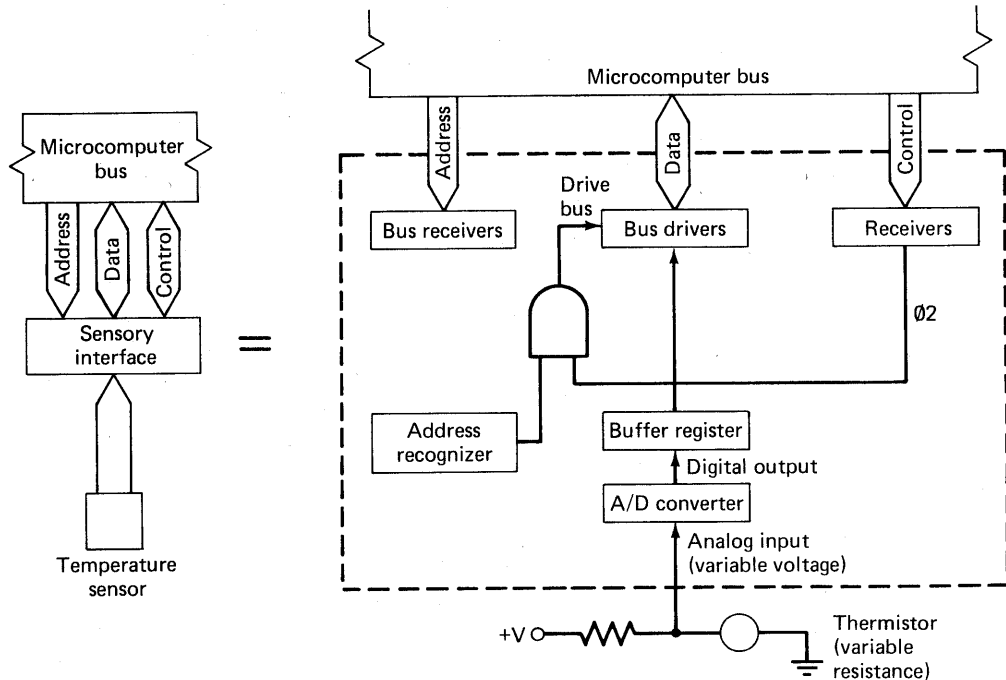 Microcomputer
bus
Address
Data
Control
Sensory
interface
Temperature
sensor
=
Microcomputer bus
Address
Data
Control
Drive
bus
Bus receivers
Bus drivers
Receivers
Ø2
Address
recognizer
Buffer register
Digital output
A/D converter
Analog input
(variable voltage)
+V
Thermistor
(variable
resistance)